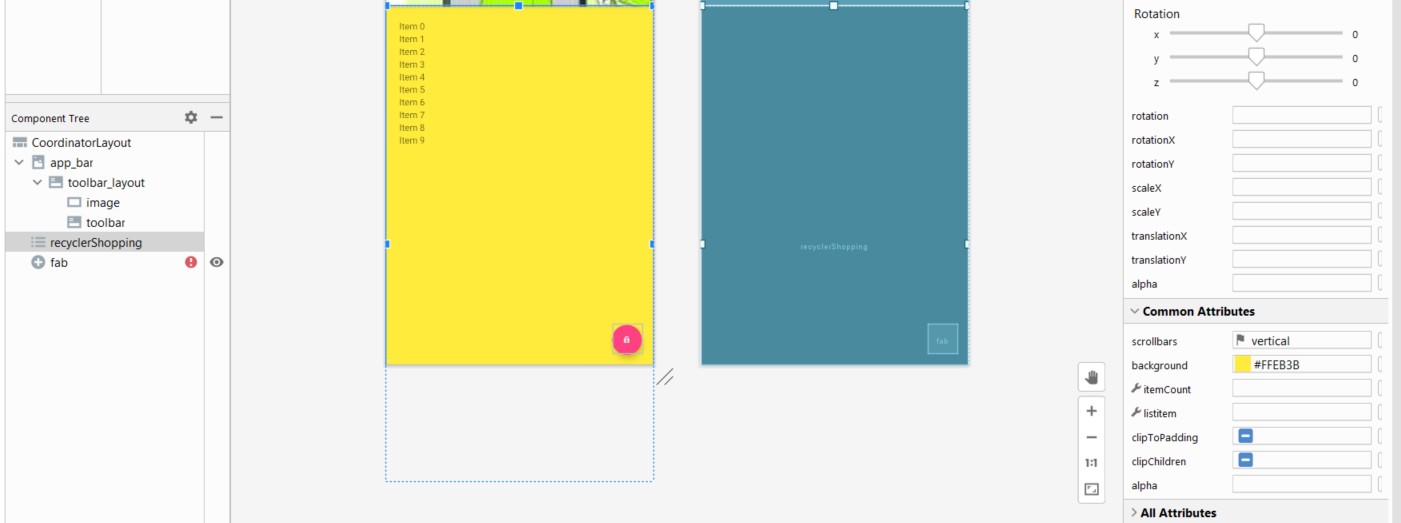 Component Tree
CoordinatorLayout
app_bar
toolbar_layout
image
toolbar
recyclerShopping
fab
Item 0
Item 1
Item 2
Item 3
Item 4
Item 5
Item 6
Item 7
Item 8
Item 9
recyclerShopping
fab
1:1
Rotation
x 0
y 0
z 0
rotation
rotationX
rotationY
scaleX
scaleY
translationX
translationY
alpha
Common Attributes
scrollbars vertical
background #FFEB3B
itemCount
listitem
clipToPadding
clipChildren
alpha
All Attributes